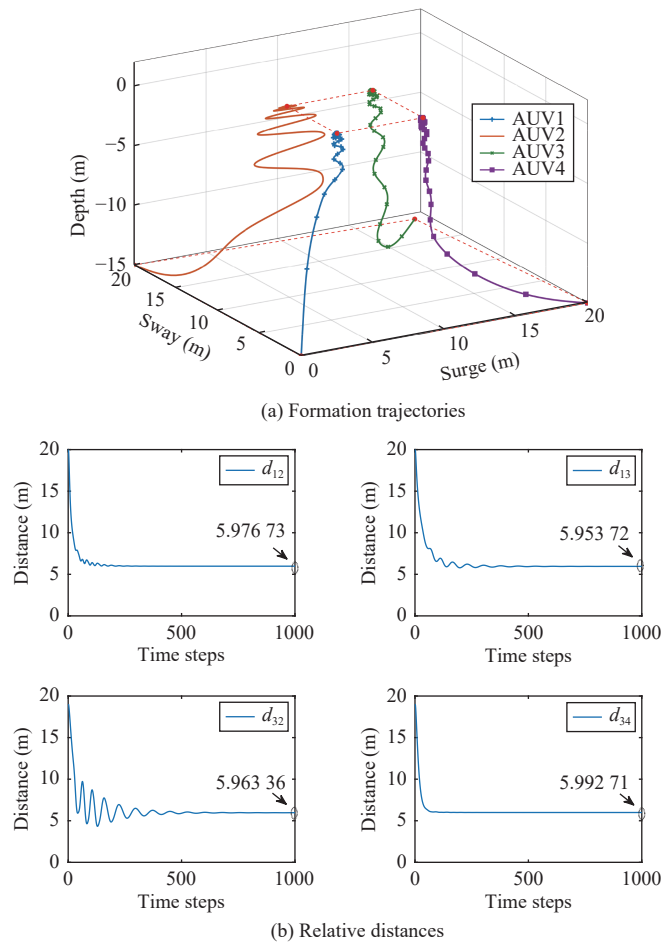 0
−5
−10
−15
Depth (m)
AUV1
AUV2
AUV3
AUV4
20
15
10
5
0
Sway (m)
0
5
10
15
20
Surge (m)
(a) Formation trajectories
20
15
10
5
0
Distance (m)
d12
5.976 73
0 500 1000
Time steps
20
15
10
5
0
Distance (m)
d13
5.953 72
0 500 1000
Time steps
20
15
10
5
0
Distance (m)
d32
5.963 36
0 500 1000
Time steps
20
15
10
5
0
Distance (m)
d34
5.992 71
0 500 1000
Time steps
(b) Relative distances